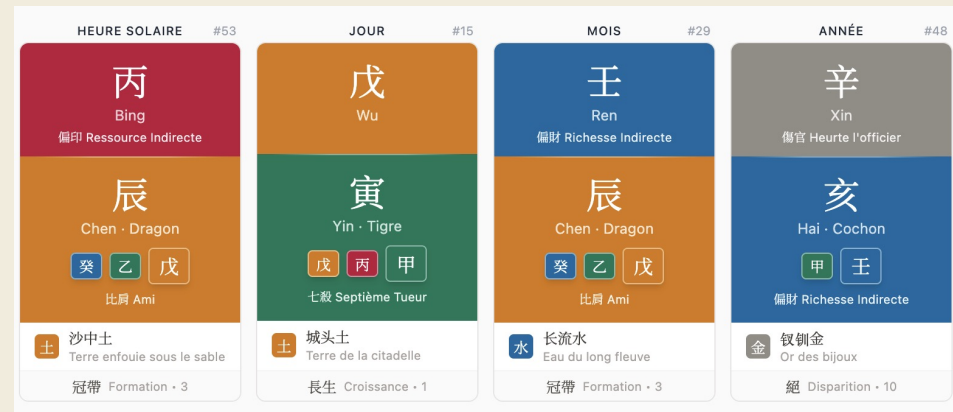 HEURE SOLAIRE #53
丙
Bing
偏印 Ressource Indirecte
辰
Chen · Dragon
癸 乙 戊
比肩 Ami
土 沙中土
Terre enfouie sous le sable
冠帶 Formation • 3
JOUR #15
戊
Wu
寅
Yin · Tigre
戊 丙 甲
七殺 Septième Tueur
土 城头土
Terre de la citadelle
長生 Croissance • 1
MOIS #29
壬
Ren
偏財 Richesse Indirecte
辰
Chen · Dragon
癸 乙 戊
比肩 Ami
水 长流水
Eau du long fleuve
冠帶 Formation • 3
ANNÉE #48
辛
Xin
傷官 Heurte l'officier
亥
Hai · Cochon
甲 壬
偏財 Richesse Indirecte
金 钗钏金
Or des bijoux
絕 Disparition • 10